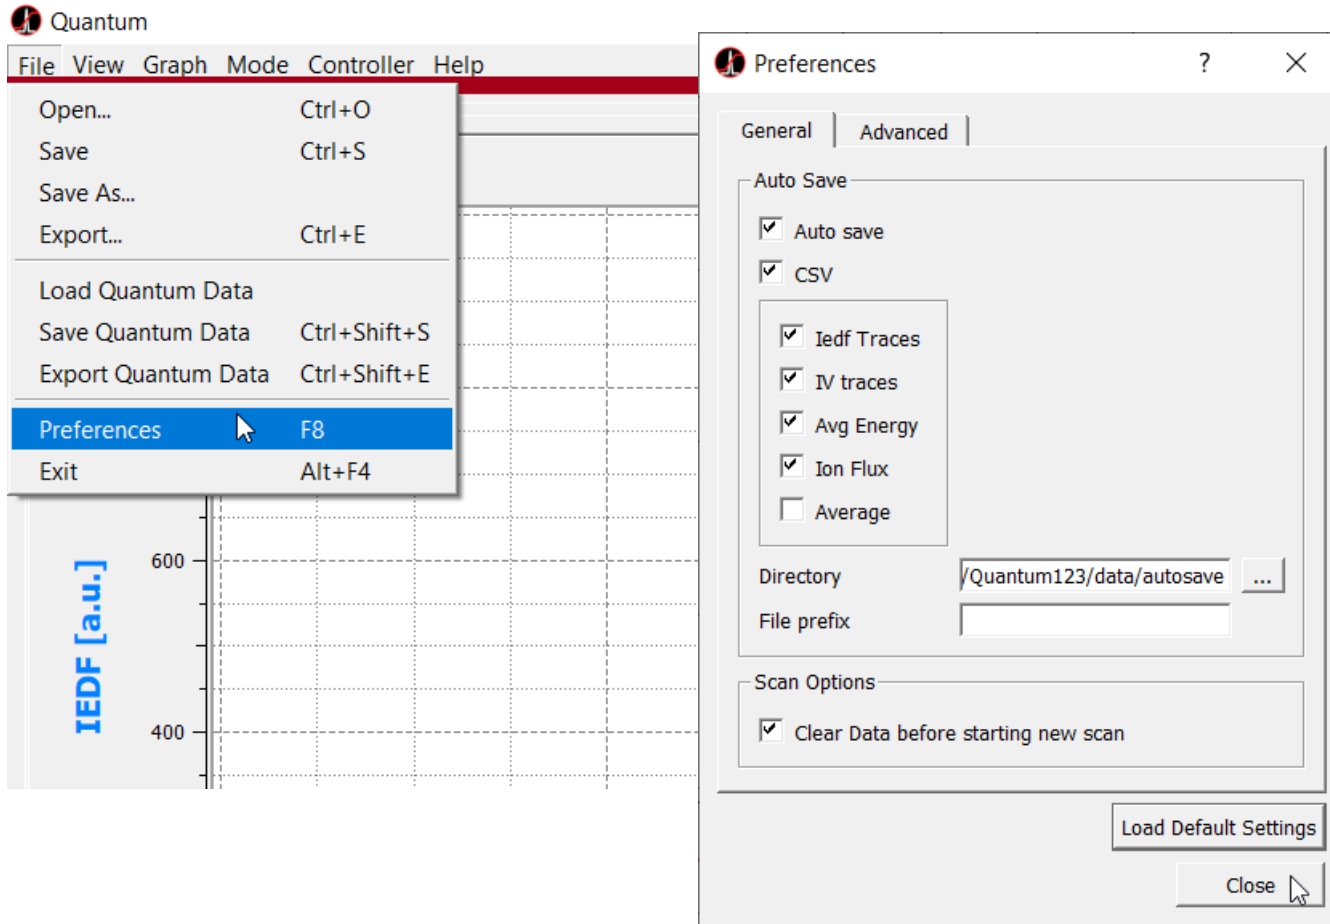 Quantum
File View Graph Mode Controller Help
Open... Ctrl+O
Save Ctrl+S
Save As...
Export... Ctrl+E
Load Quantum Data
Save Quantum Data Ctrl+Shift+S
Export Quantum Data Ctrl+Shift+E
Preferences F8
Exit Alt+F4
600
400
IEDF [a.u.]
Preferences ?
General Advanced
Auto Save
Auto save
CSV
Iedf Traces
IV traces
Avg Energy
Ion Flux
Average
Directory /Quantum123/data/autosave ...
File prefix
Scan Options
Clear Data before starting new scan
Load Default Settings
Close